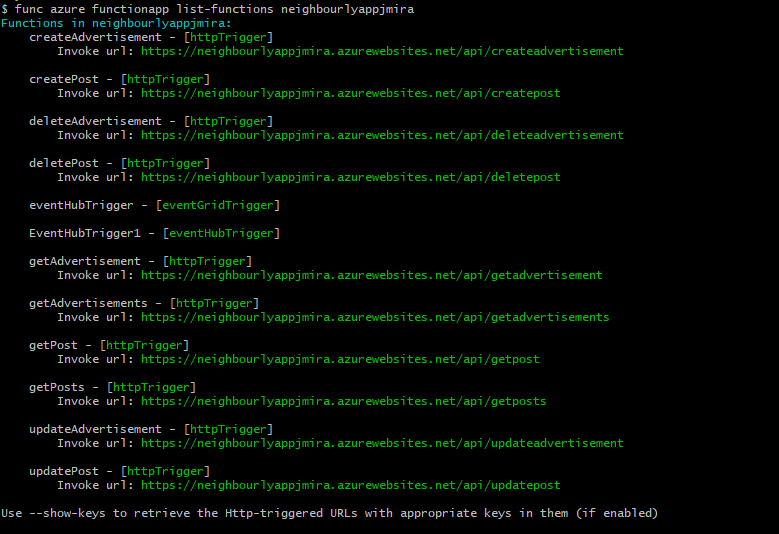 $ func azure functionapp list-functions neighbourlyappjmira
Functions in neighbourlyappjmira:
createAdvertisement - [httpTrigger]
Invoke url: https://neighbourlyappjmira.azurewebsites.net/api/createadvertisement
createPost - [httpTrigger]
Invoke url: https://neighbourlyappjmira.azurewebsites.net/api/createpost
deleteAdvertisement - [httpTrigger]
Invoke url: https://neighbourlyappjmira.azurewebsites.net/api/deleteadvertisement
deletePost - [httpTrigger]
Invoke url: https://neighbourlyappjmira.azurewebsites.net/api/deletepost
eventHubTrigger - [eventGridTrigger]
EventHubTrigger1 - [eventHubTrigger]
getAdvertisement - [httpTrigger]
Invoke url: https://neighbourlyappjmira.azurewebsites.net/api/getadvertisement
getAdvertisements - [httpTrigger]
Invoke url: https://neighbourlyappjmira.azurewebsites.net/api/getadvertisements
getPost - [httpTrigger]
Invoke url: https://neighbourlyappjmira.azurewebsites.net/api/getpost
getPosts - [httpTrigger]
Invoke url: https://neighbourlyappjmira.azurewebsites.net/api/getposts
updateAdvertisement - [httpTrigger]
Invoke url: https://neighbourlyappjmira.azurewebsites.net/api/updateadvertisement
updatePost - [httpTrigger]
Invoke url: https://neighbourlyappjmira.azurewebsites.net/api/updatepost
Use --show-keys to retrieve the Http-triggered URLs with appropriate keys in them (if enabled)